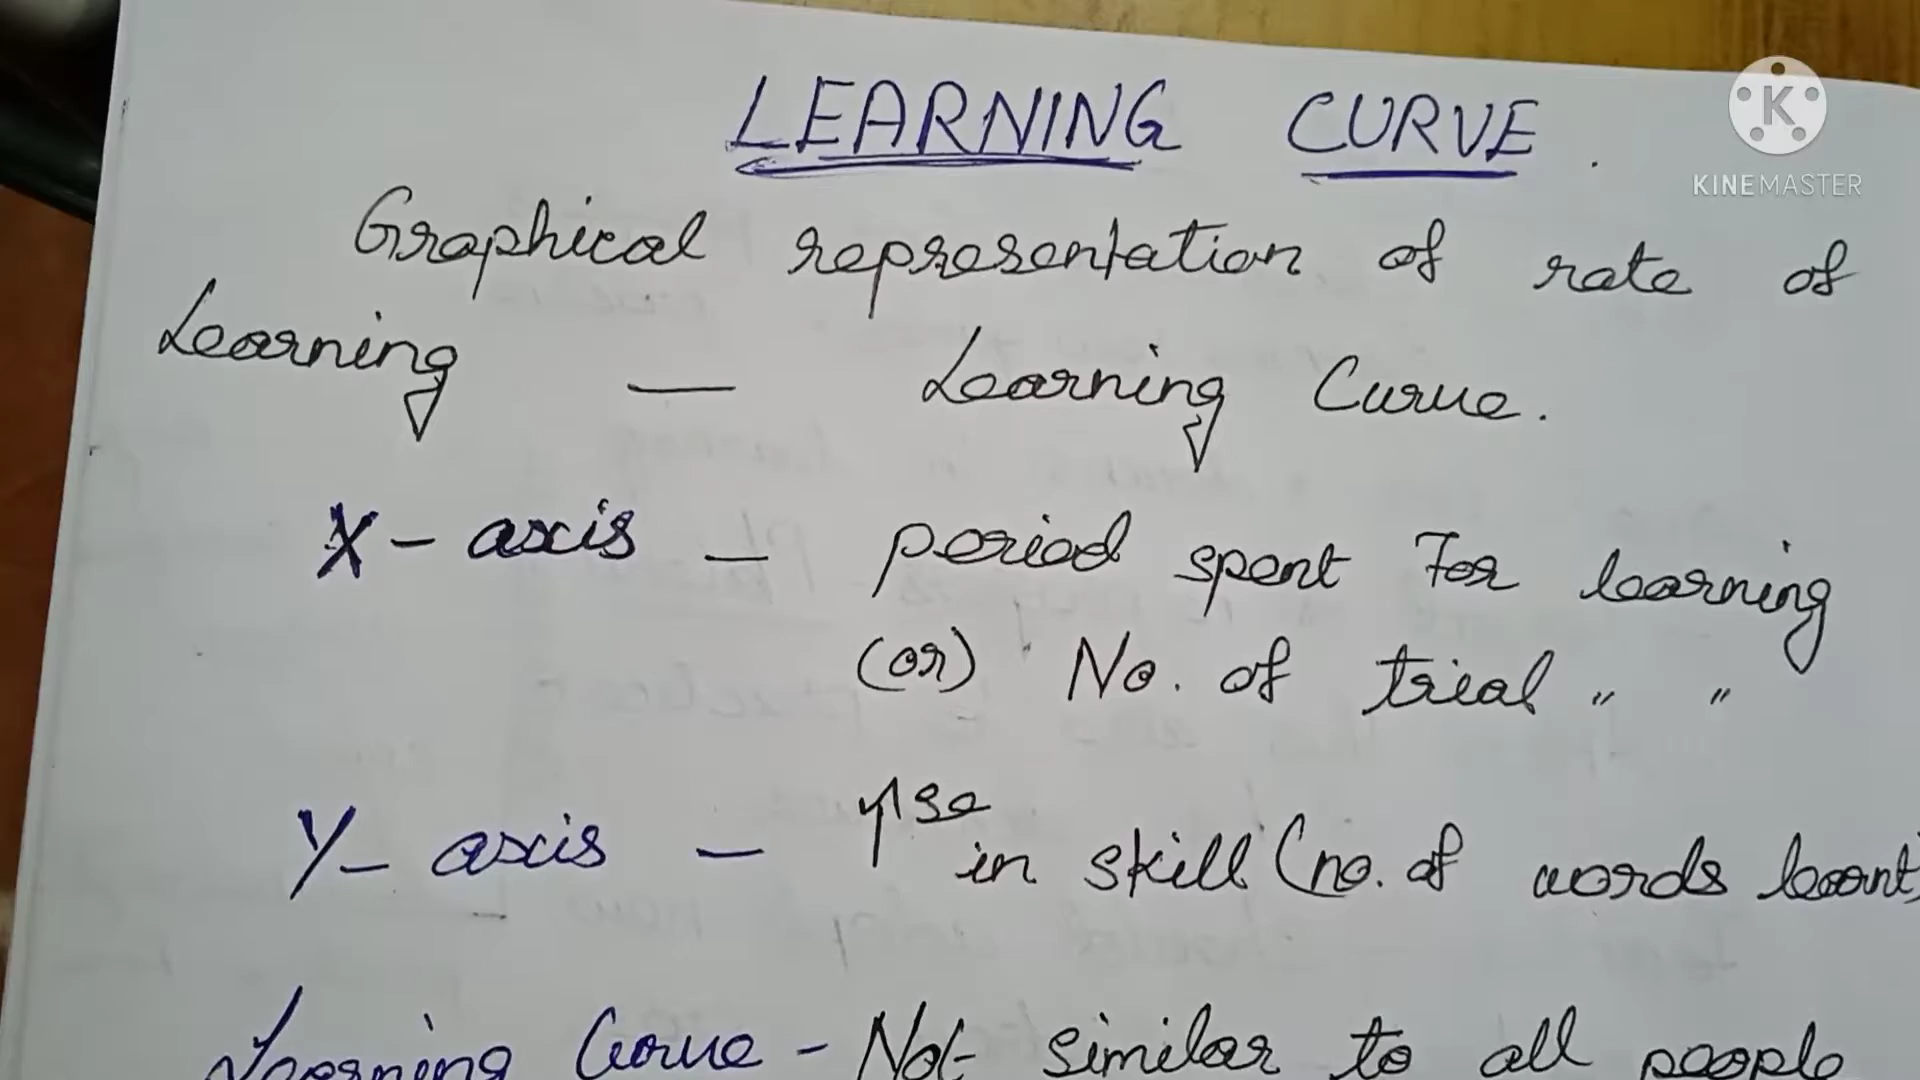 LEARNING CURVE.
KINEMASTER
Graphical representation of rate of
Learning — Learning Curve.
X - axis — period spent For learning
(or) No. of trial " "
Y - axis — ↑se in skill (no. of words learnt)
Learning Curve - Not similar to all people